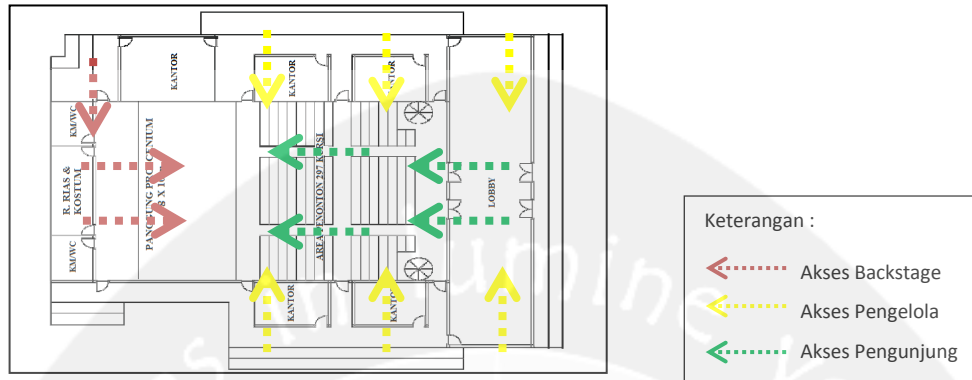 KANTOR
KANTOR
KANTOR
KM/WC
R. RIAS &
KOSTUM
KM/WC
PANGGUNG PROSCENIUM
AREA PENONTON 297 KURSI
LOBBY
KANTOR
KANTOR
Keterangan :
Akses Backstage
Akses Pengelola
Akses Pengunjung